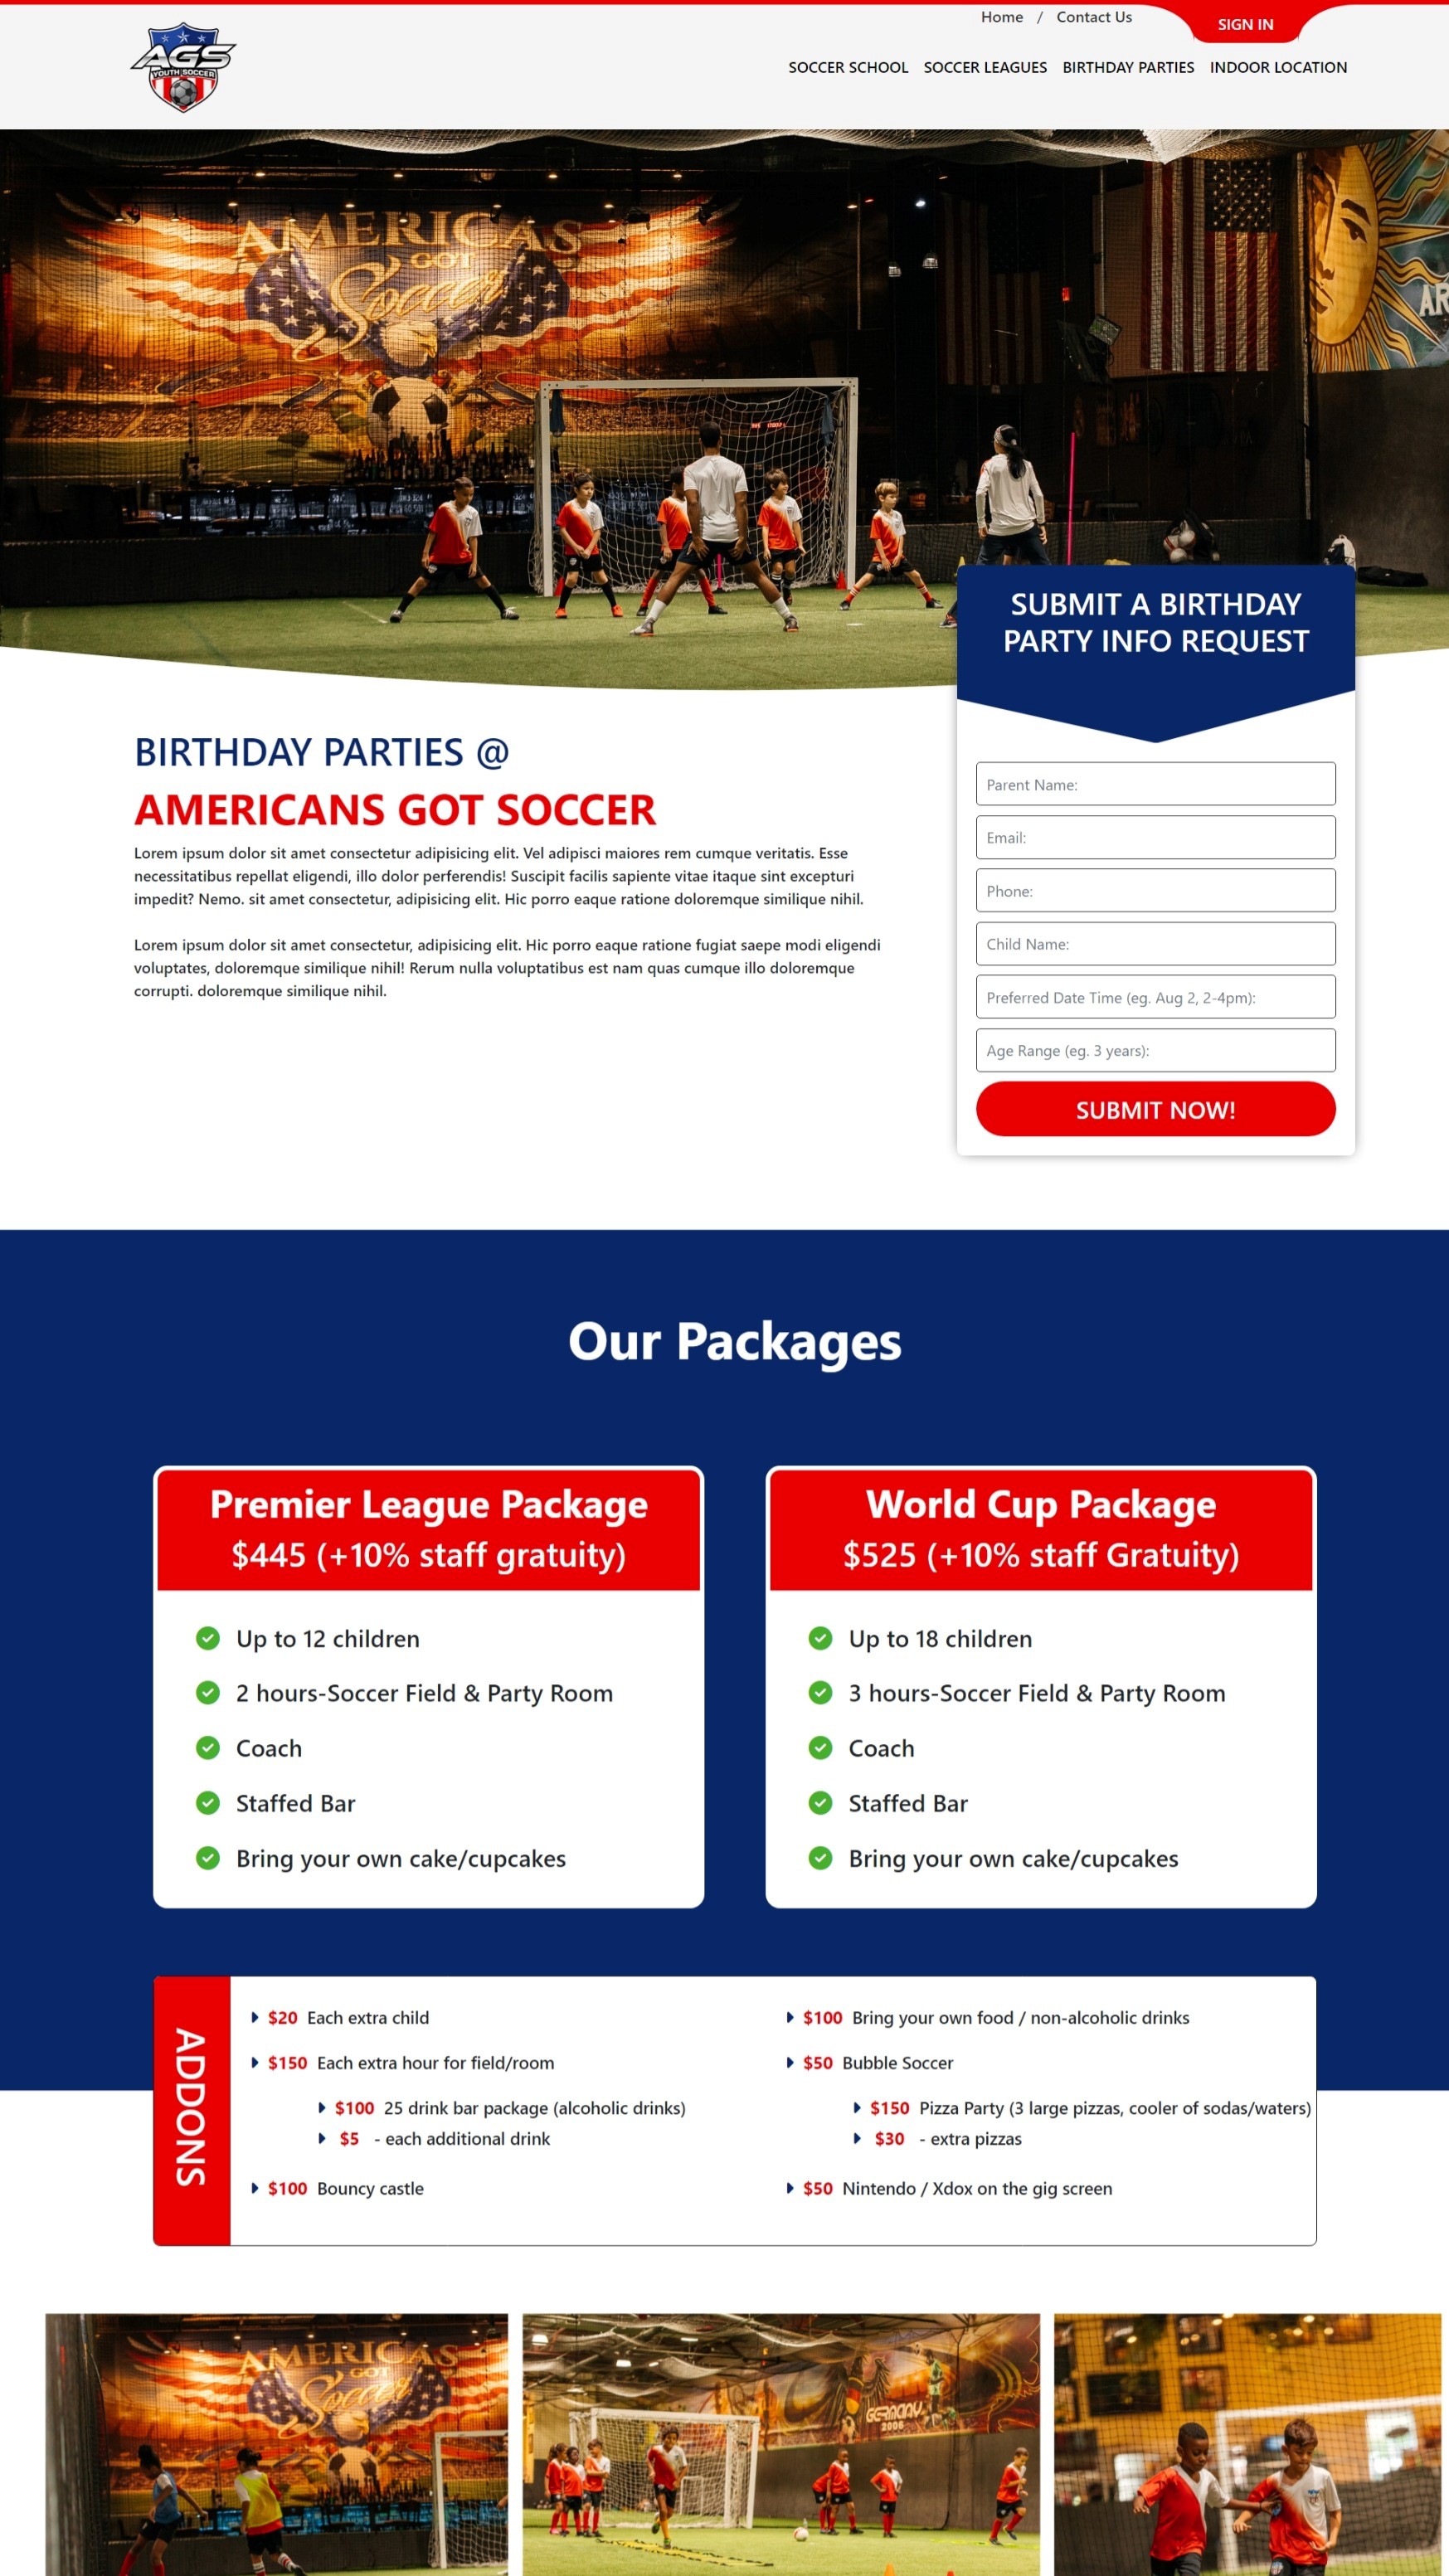 AGS
YOUTH SOCCER
Home / Contact Us
SIGN IN
SOCCER SCHOOL SOCCER LEAGUES BIRTHDAY PARTIES INDOOR LOCATION
AMERICAS
GOT
Soccer
AR
SUBMIT A BIRTHDAY
PARTY INFO REQUEST
BIRTHDAY PARTIES @
AMERICANS GOT SOCCER
Lorem ipsum dolor sit amet consectetur adipisicing elit. Vel adipisci maiores rem cumque veritatis. Esse
necessitatibus repellat eligendi, illo dolor perferendis! Suscipit facilis sapiente vitae itaque sint excepturi
impedit? Nemo. sit amet consectetur, adipisicing elit. Hic porro eaque ratione doloremque similique nihil.
Lorem ipsum dolor sit amet consectetur, adipisicing elit. Hic porro eaque ratione fugiat saepe modi eligendi
voluptates, doloremque similique nihil! Rerum nulla voluptatibus est nam quas cumque illo doloremque
corrupti. doloremque similique nihil.
Parent Name:
Email:
Phone:
Child Name:
Preferred Date Time (eg. Aug 2, 2-4pm):
Age Range (eg. 3 years):
SUBMIT NOW!
Our Packages
Premier League Package
$445 (+10% staff gratuity)
Up to 12 children
2 hours-Soccer Field & Party Room
Coach
Staffed Bar
Bring your own cake/cupcakes
World Cup Package
$525 (+10% staff Gratuity)
Up to 18 children
3 hours-Soccer Field & Party Room
Coach
Staffed Bar
Bring your own cake/cupcakes
ADDONS
$20 Each extra child
$150 Each extra hour for field/room
$100 25 drink bar package (alcoholic drinks)
$5 - each additional drink
$100 Bouncy castle
$100 Bring your own food / non-alcoholic drinks
$50 Bubble Soccer
$150 Pizza Party (3 large pizzas, cooler of sodas/waters)
$30 - extra pizzas
$50 Nintendo / Xdox on the gig screen
AMERICAS
GOT
Soccer
GERMANY
2006